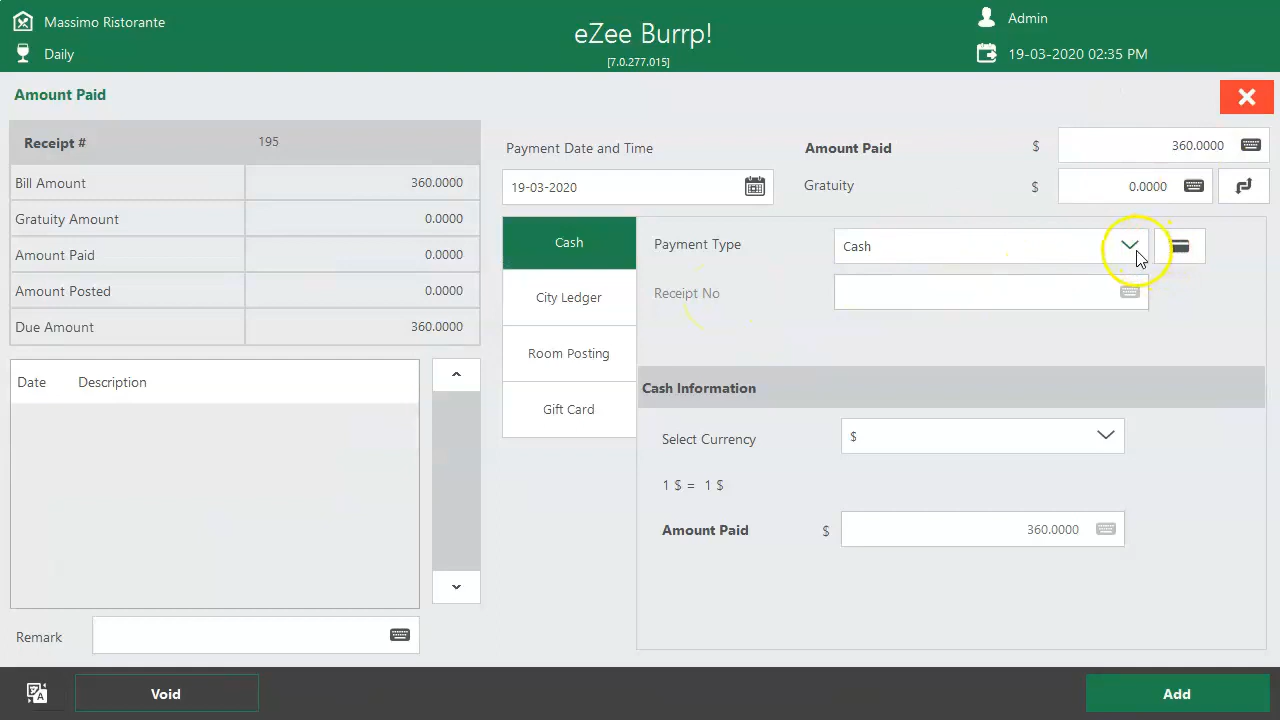 Massimo Ristorante
Daily
eZee Burrp!
[7.0.277.015]
Admin
19-03-2020 02:35 PM
Amount Paid
Receipt # 195
Bill Amount 360.0000
Gratuity Amount 0.0000
Amount Paid 0.0000
Amount Posted 0.0000
Due Amount 360.0000
Date Description
Remark
Payment Date and Time
19-03-2020
Amount Paid $ 360.0000
Gratuity $ 0.0000
Cash
City Ledger
Room Posting
Gift Card
Payment Type Cash
Receipt No
Cash Information
Select Currency $
1 $ = 1 $
Amount Paid $ 360.0000
Void
Add